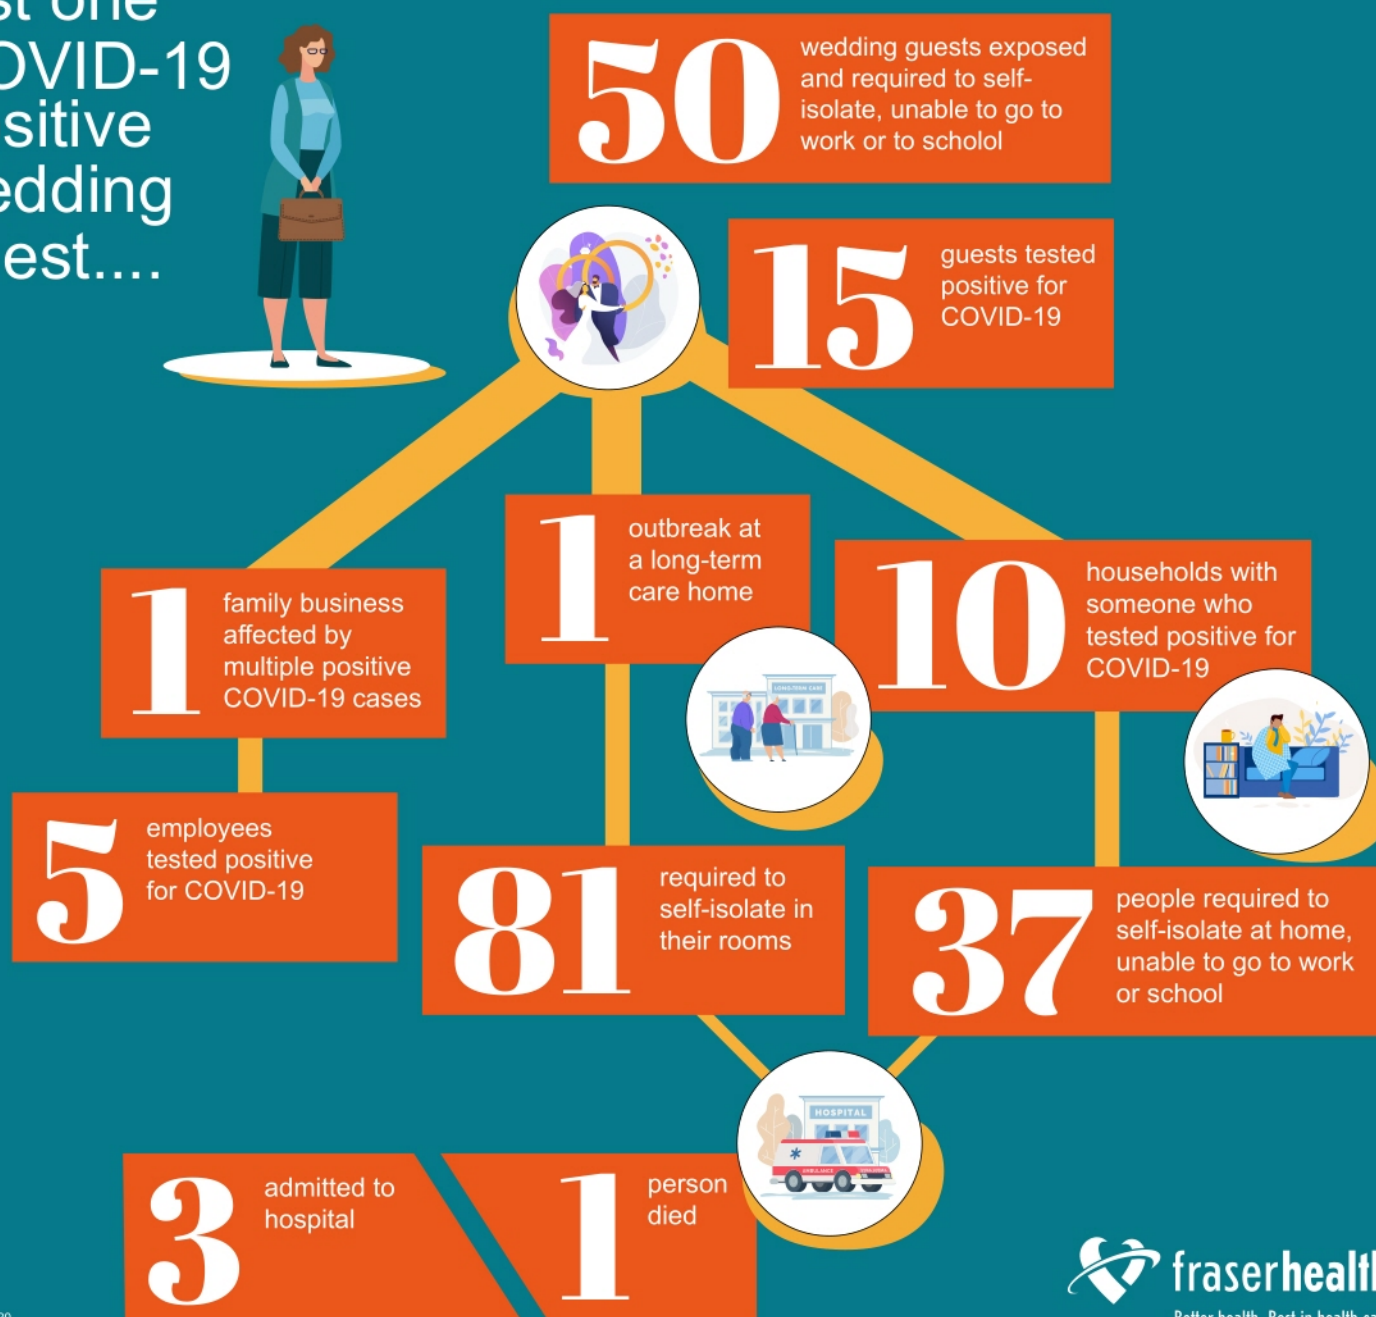 st one
OVID-19
sitive
edding
est....
50
wedding guests exposed
and required to self-
isolate, unable to go to
work or to scholol
15
guests tested
positive for
COVID-19
1
family business
affected by
multiple positive
COVID-19 cases
1
outbreak at
a long-term
care home
10
households with
someone who
tested positive for
COVID-19
LONG-TERM CARE
5
employees
tested positive
for COVID-19
81
required to
self-isolate in
their rooms
37
people required to
self-isolate at home,
unable to go to work
or school
HOSPITAL
AMBULANCE
3
admitted to
hospital
1
person
died
fraserhealth